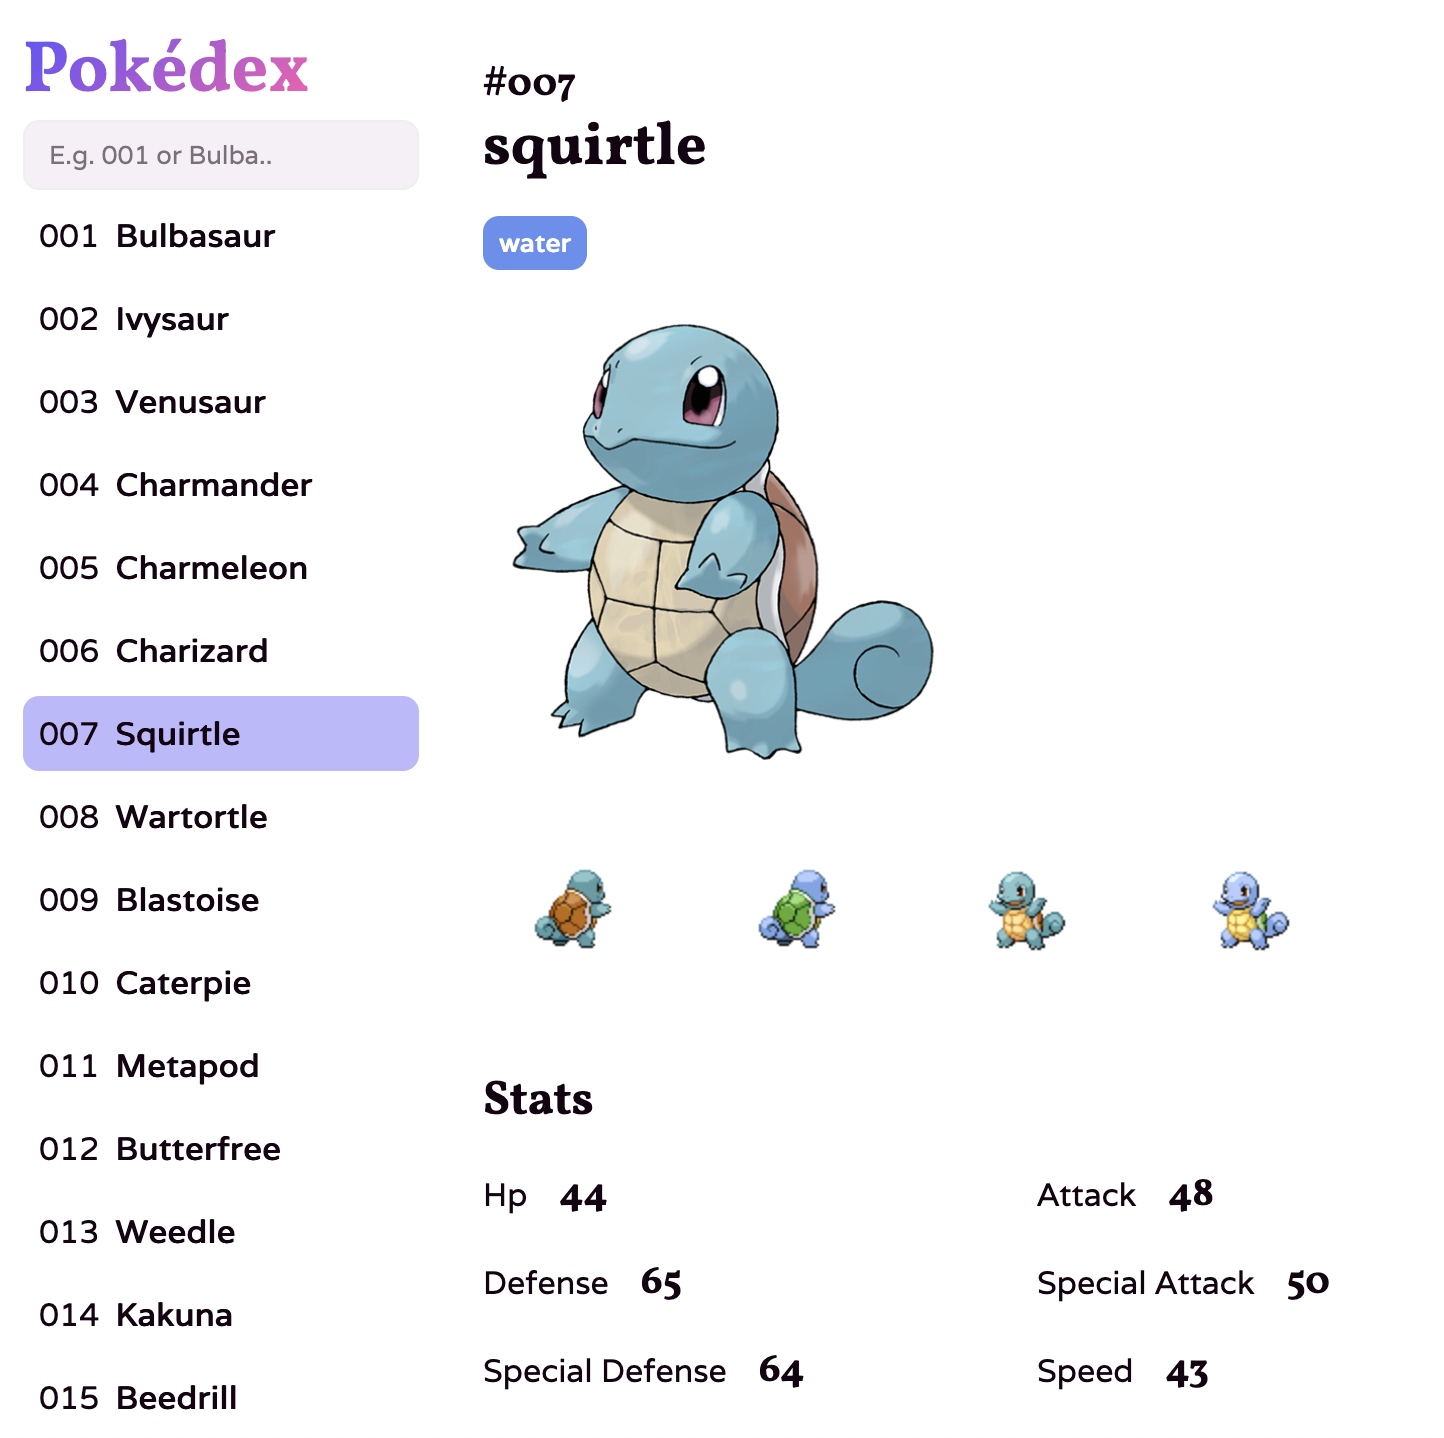 Pokédex
E.g. 001 or Bulba..
001 Bulbasaur
002 Ivysaur
003 Venusaur
004 Charmander
005 Charmeleon
006 Charizard
007 Squirtle
008 Wartortle
009 Blastoise
010 Caterpie
011 Metapod
012 Butterfree
013 Weedle
014 Kakuna
015 Beedrill
#007
squirtle
water
Stats
Hp 44
Attack 48
Defense 65
Special Attack 50
Special Defense 64
Speed 43